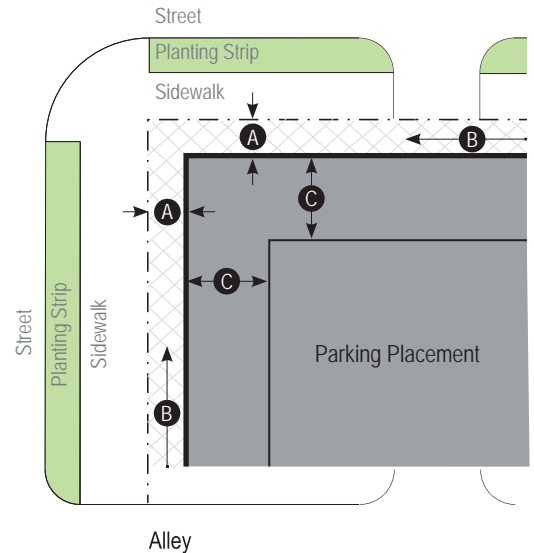 Street
Planting Strip
Sidewalk
A
B
C
A
C
Parking Placement
Street
Planting Strip
Sidewalk
B
Alley